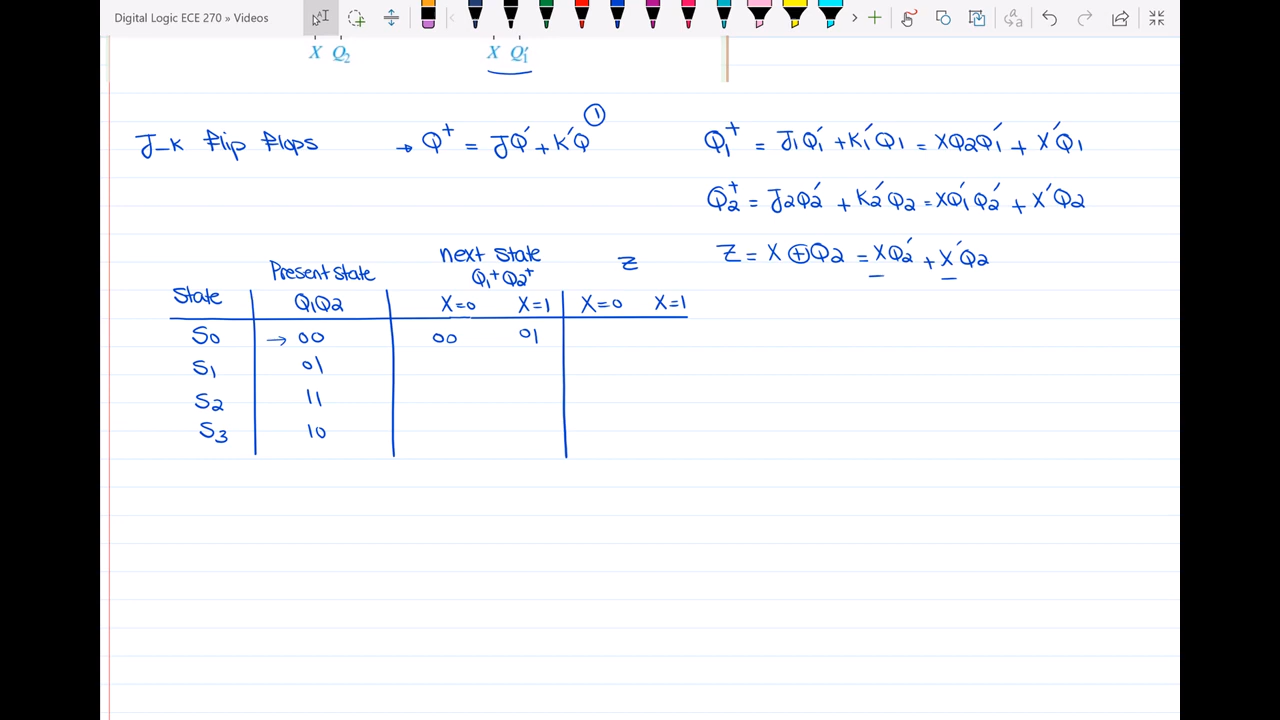 Digital Logic ECE 270 » Videos
X Q₂ X Q₁′
J-K flip flops → Q⁺ = JQ′ + K′Q ①
Q₁⁺ = J₁Q₁′ + K₁′Q₁ = XQ₂Q₁′ + X′Q₁
Q₂⁺ = J₂Q₂′ + K₂′Q₂ = XQ₁′Q₂′ + X′Q₂
Z = X ⊕ Q₂ = XQ₂′ + X′Q₂
next state
Present state Q₁⁺Q₂⁺ Z
State Q₁Q₂ X=0 X=1 X=0 X=1
S₀ → 00 00 01
S₁ 01
S₂ 11
S₃ 10